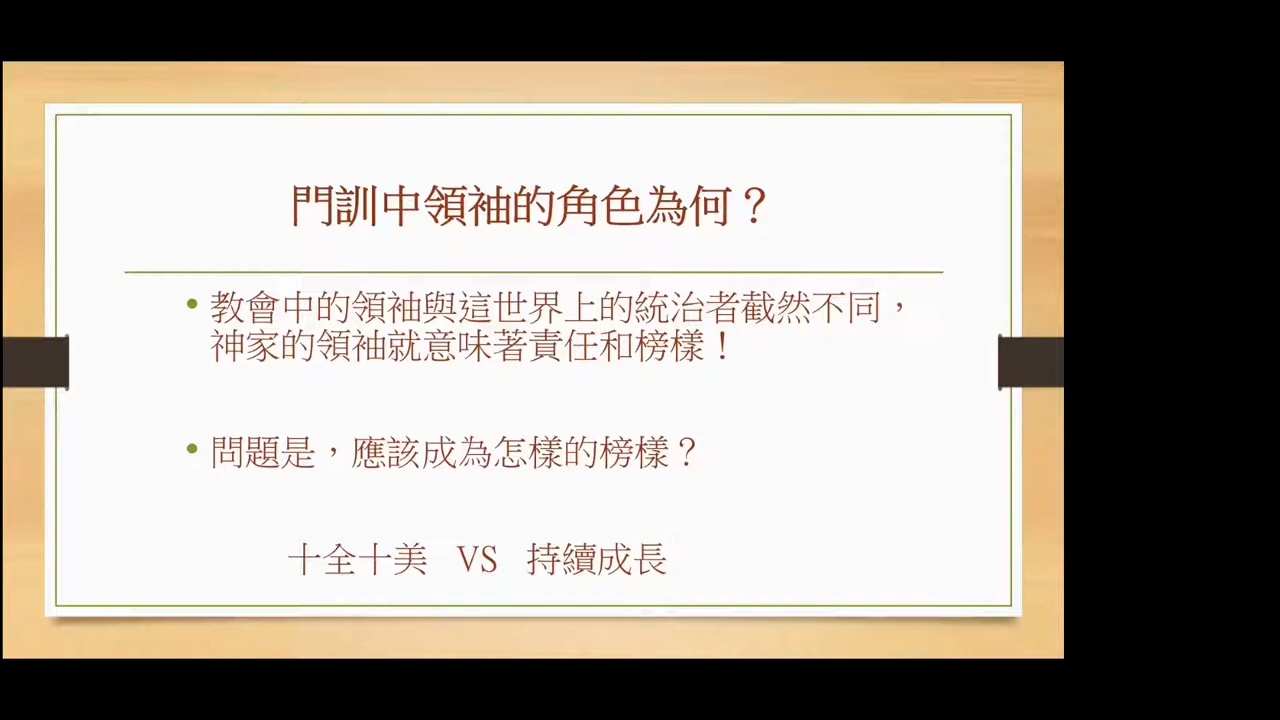 門訓中領袖的角色為何？
• 教會中的領袖與這世界上的統治者截然不同，
神家的領袖就意味著責任和榜樣！
• 問題是，應該成為怎樣的榜樣？
十全十美 VS 持續成長